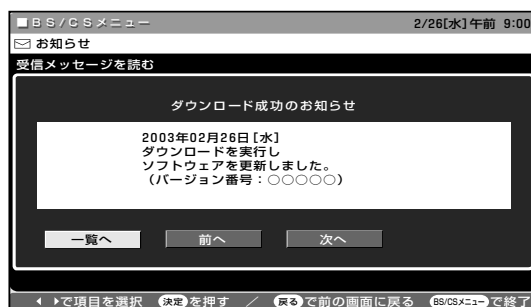 ■BS/CSメニュー 2/26[水]午前 9:00
お知らせ
受信メッセージを読む
ダウンロード成功のお知らせ
2003年02月26日[水]
ダウンロードを実行し
ソフトウェアを更新しました。
(バージョン番号:○○○○○)
一覧へ 前へ 次へ
で項目を選択 決定を押す / 戻るで前の画面に戻る BS/CSメニューで終了